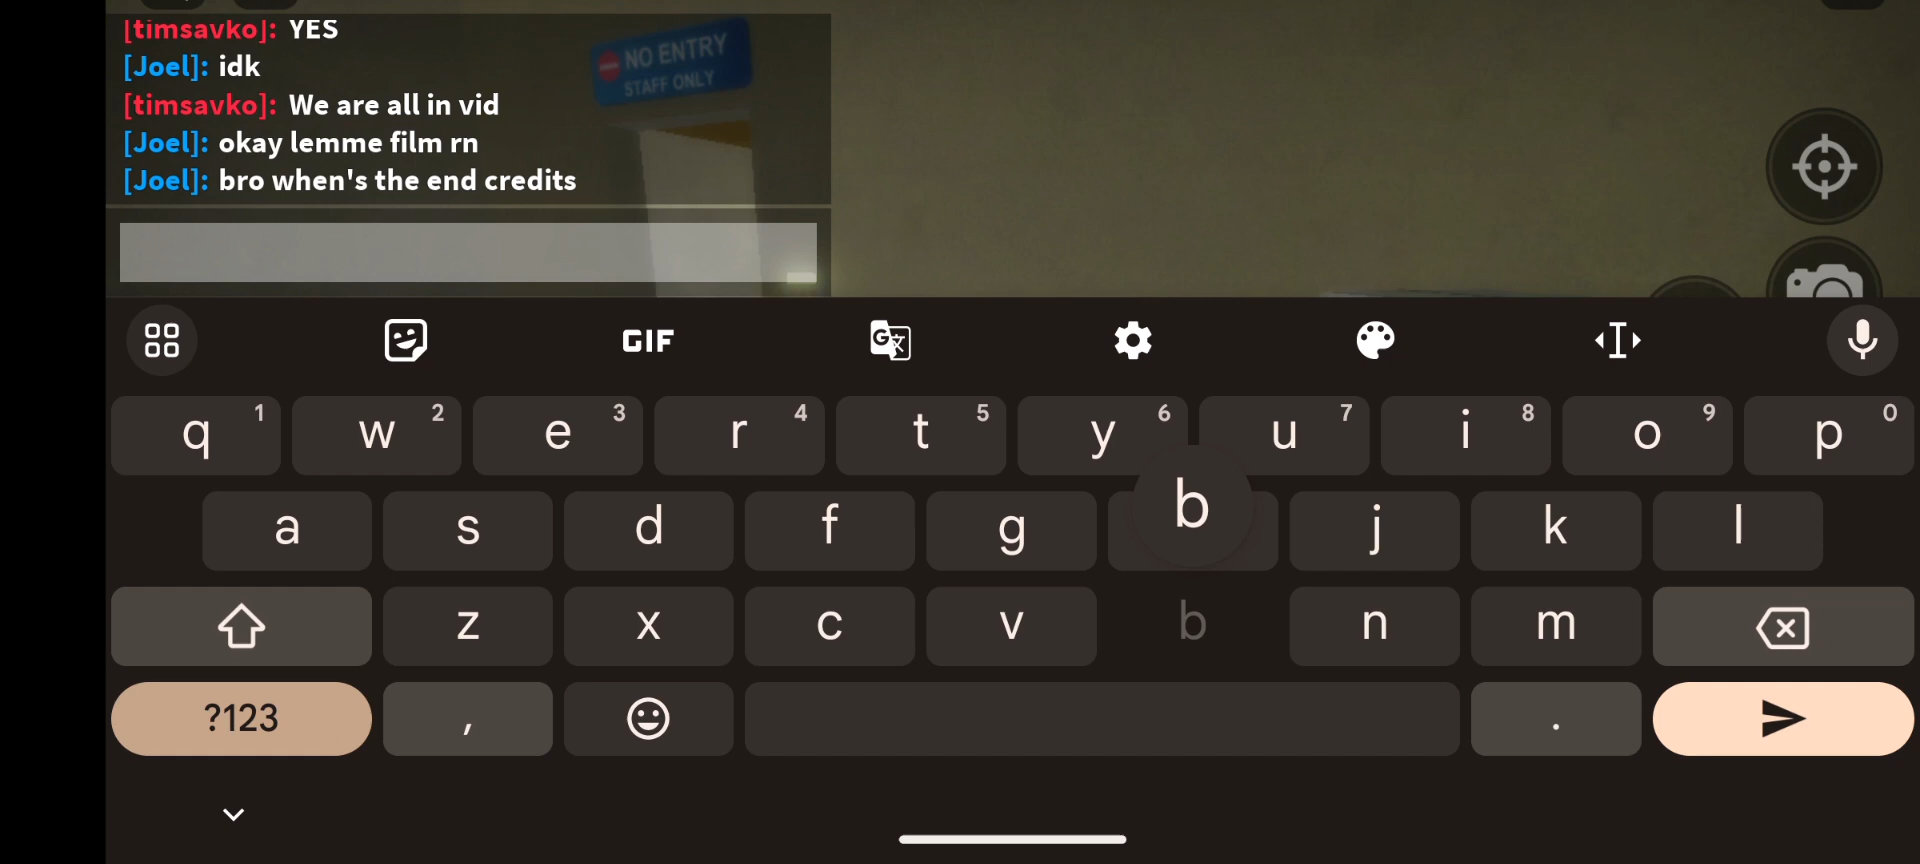 [timsavko]: YES
[Joel]: idk
[timsavko]: We are all in vid
[Joel]: okay lemme film rn
[Joel]: bro when's the end credits
NO ENTRY
STAFF ONLY
GIF
G 文
q 1 w 2 e 3 r 4 t 5 y 6 u 7 i 8 o 9 p 0
a s d f g b j k l
z x c v b n m
?123 , .